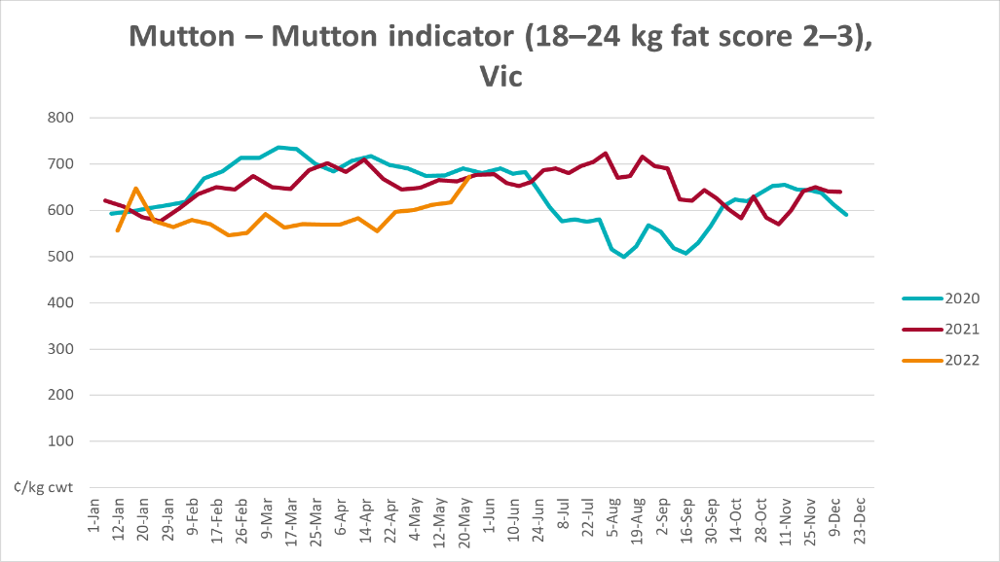 Mutton – Mutton indicator (18–24 kg fat score 2–3),
Vic
800
700
600
500
400
300
200
100
¢/kg cwt
1-Jan
12-Jan
20-Jan
29-Jan
9-Feb
17-Feb
26-Feb
9-Mar
17-Mar
25-Mar
6-Apr
14-Apr
22-Apr
4-May
12-May
20-May
1-Jun
10-Jun
24-Jun
8-Jul
22-Jul
5-Aug
19-Aug
2-Sep
16-Sep
30-Sep
14-Oct
28-Oct
11-Nov
25-Nov
9-Dec
23-Dec
2020
2021
2022